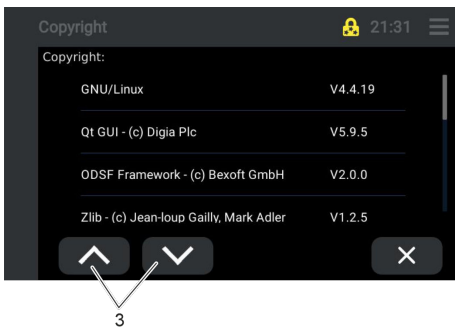 Copyright
21:31
Copyright:
GNU/Linux V4.4.19
Qt GUI - (c) Digia Plc V5.9.5
ODSF Framework - (c) Bexoft GmbH V2.0.0
Zlib - (c) Jean-loup Gailly, Mark Adler V1.2.5
3